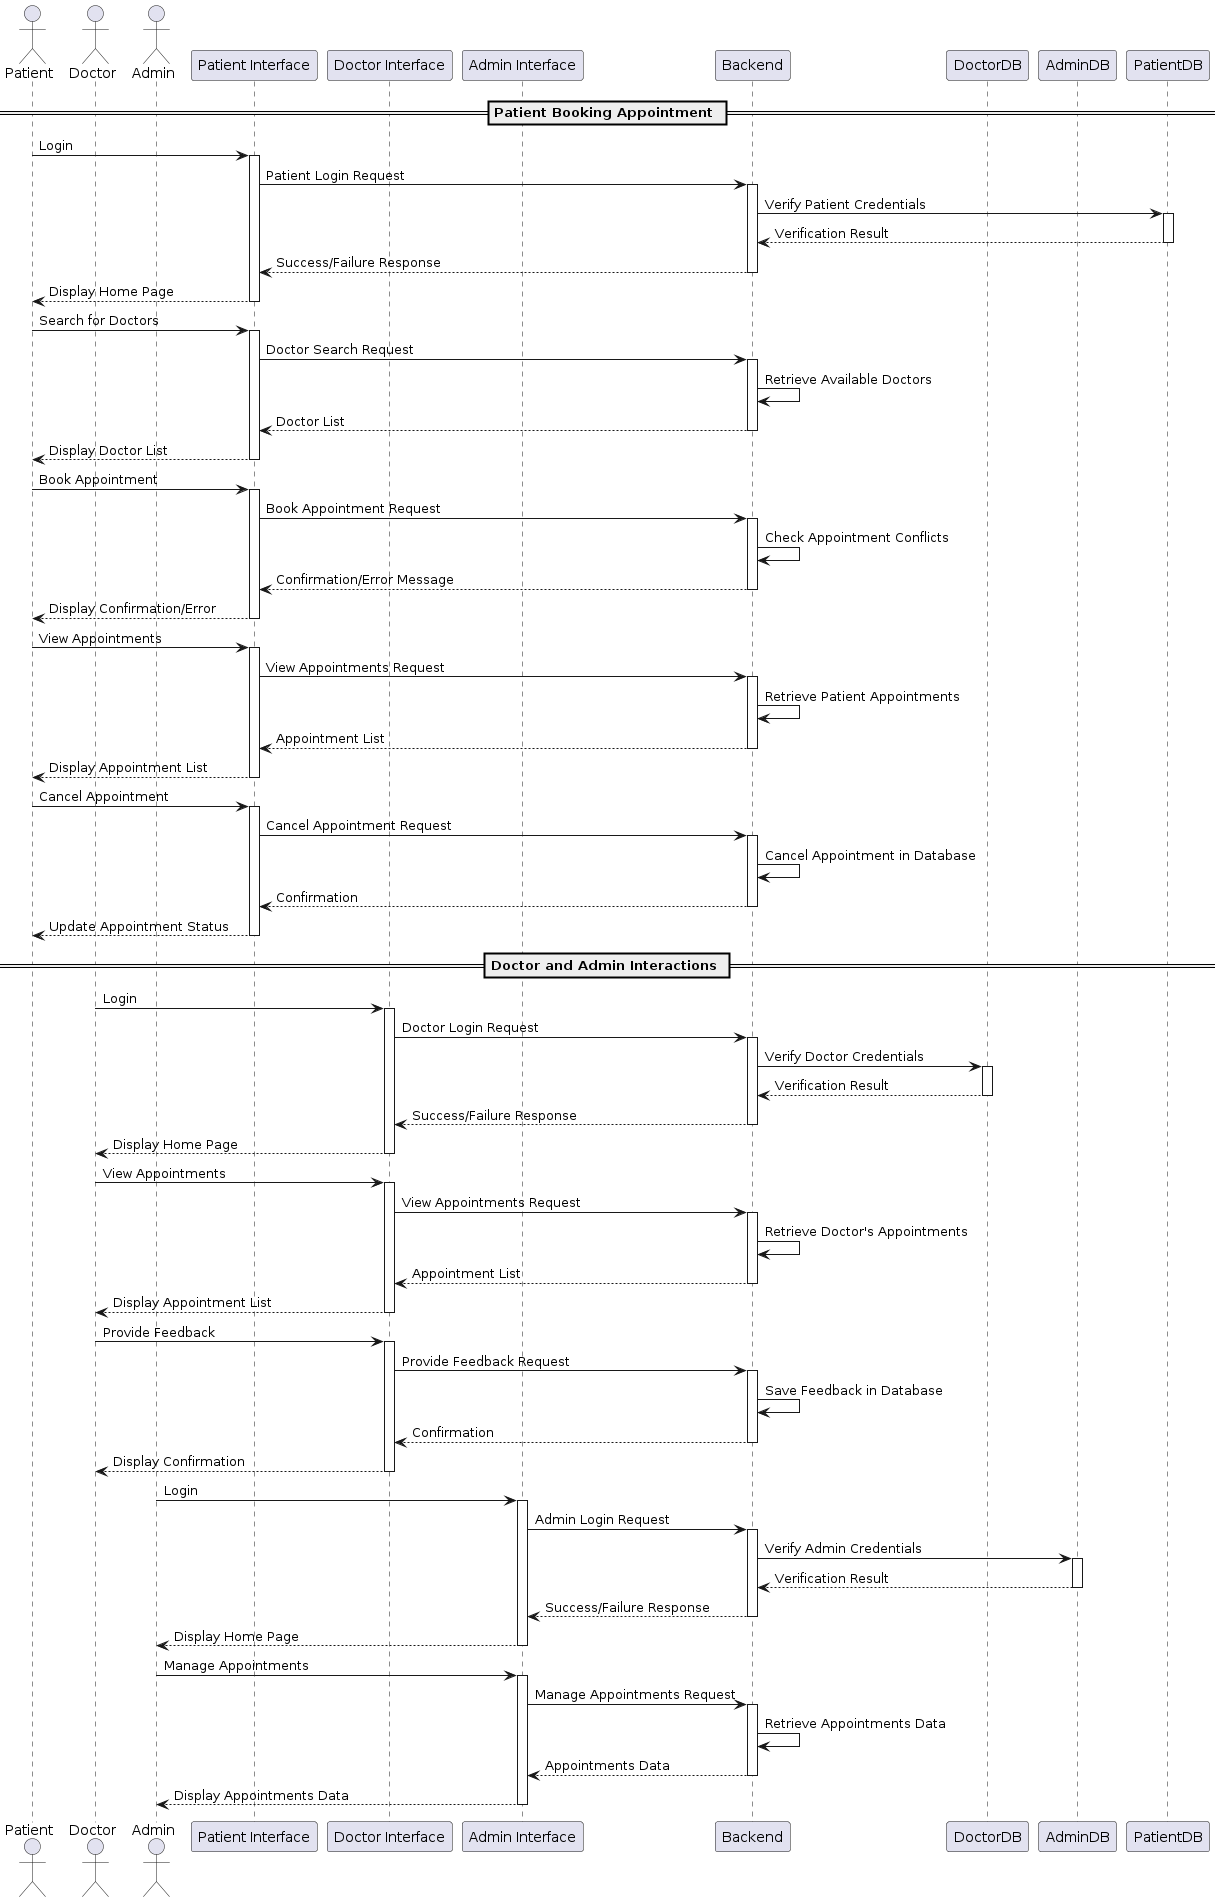 Patient Doctor Admin Patient Interface Doctor Interface Admin Interface Backend DoctorDB AdminDB PatientDB
Patient Booking Appointment
Login
Patient Login Request
Verify Patient Credentials
Verification Result
Success/Failure Response
Display Home Page
Search for Doctors
Doctor Search Request
Retrieve Available Doctors
Doctor List
Display Doctor List
Book Appointment
Book Appointment Request
Check Appointment Conflicts
Confirmation/Error Message
Display Confirmation/Error
View Appointments
View Appointments Request
Retrieve Patient Appointments
Appointment List
Display Appointment List
Cancel Appointment
Cancel Appointment Request
Cancel Appointment in Database
Confirmation
Update Appointment Status
Doctor and Admin Interactions
Login
Doctor Login Request
Verify Doctor Credentials
Verification Result
Success/Failure Response
Display Home Page
View Appointments
View Appointments Request
Retrieve Doctor's Appointments
Appointment List
Display Appointment List
Provide Feedback
Provide Feedback Request
Save Feedback in Database
Confirmation
Display Confirmation
Login
Admin Login Request
Verify Admin Credentials
Verification Result
Success/Failure Response
Display Home Page
Manage Appointments
Manage Appointments Request
Retrieve Appointments Data
Appointments Data
Display Appointments Data
Patient Doctor Admin Patient Interface Doctor Interface Admin Interface Backend DoctorDB AdminDB PatientDB